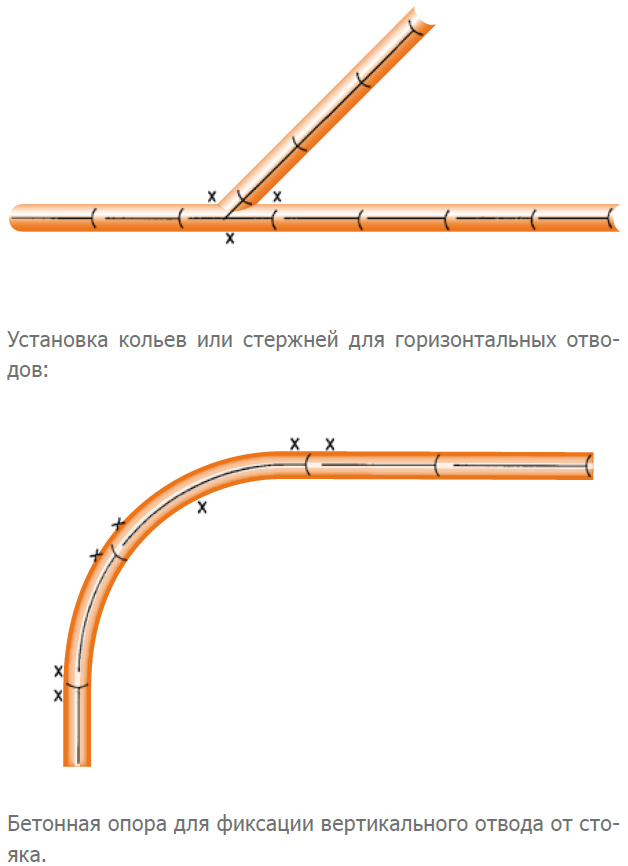 x x
x
Установка кольев или стержней для горизонтальных отво-
дов:
x x
x
x
x
x
x
Бетонная опора для фиксации вертикального отвода от сто-
яка.